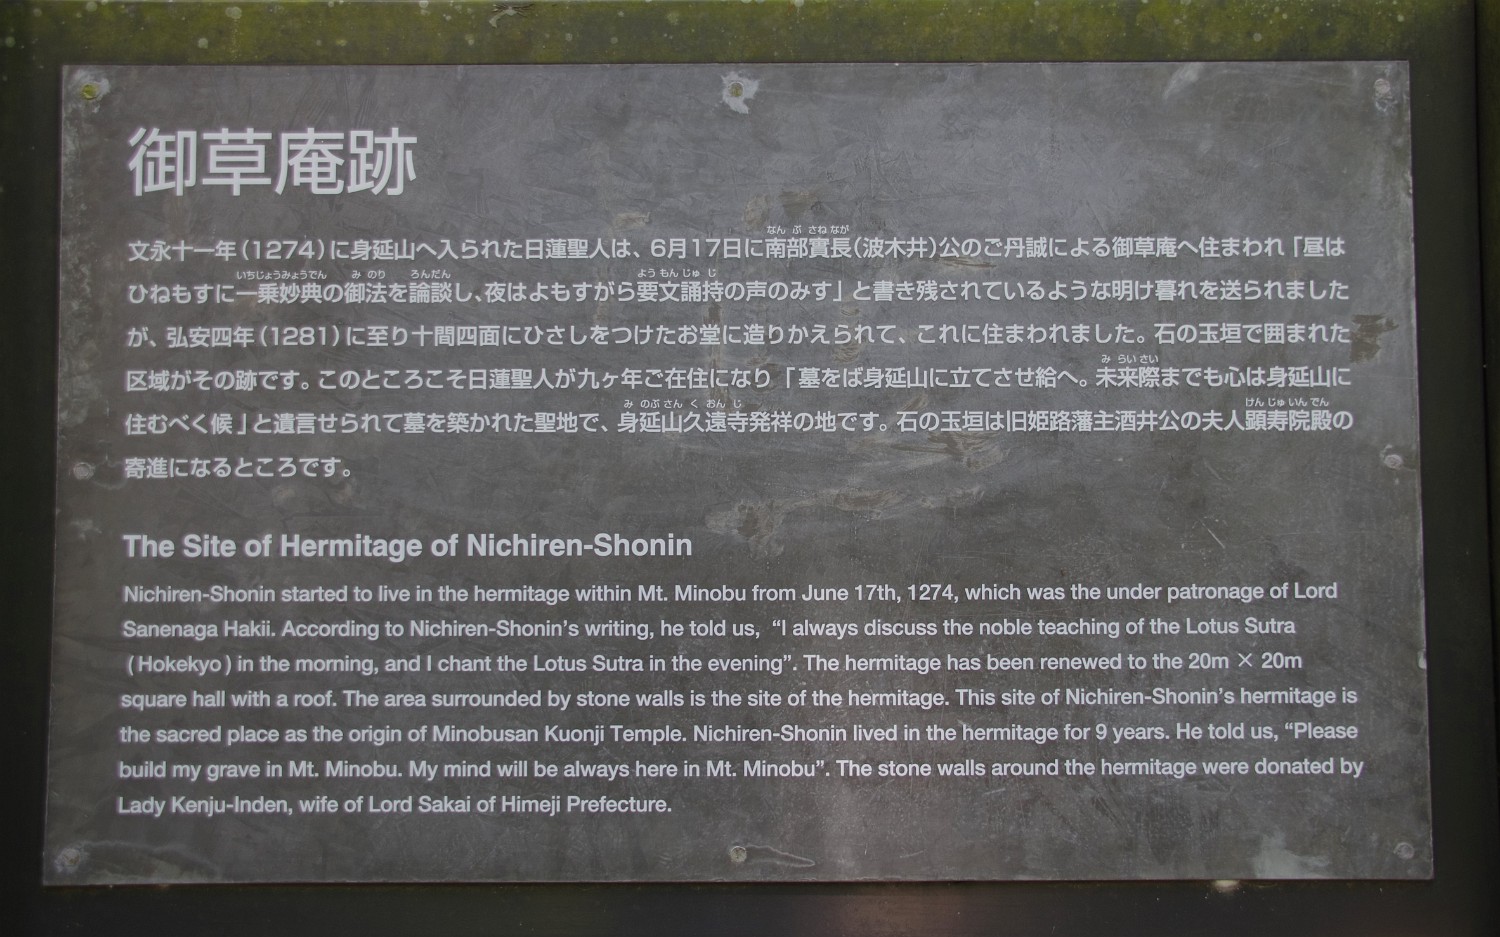 御草庵跡
文永十一年(1274)に身延山へ入られた日蓮聖人は、6月17日に南部實長(波木井)公のご丹誠による御草庵へ住まわれ「昼は
ひねもすに一乗妙典の御法を論談し、夜はよもすがら要文誦持の声のみす」と書き残されているような明け暮れを送られました
が、弘安四年(1281)に至り十間四面にひさしをつけたお堂に造りかえられて、これに住まわれました。石の玉垣で囲まれた
区域がその跡です。このところこそ日蓮聖人が九ヶ年ご在住になり「墓をば身延山に立てさせ給へ。未来際までも心は身延山に
住むべく候」と遺言せられて墓を築かれた聖地で、身延山久遠寺発祥の地です。石の玉垣は旧姫路藩主酒井公の夫人顕寿院殿の
寄進になるところです。
The Site of Hermitage of Nichiren-Shonin
Nichiren-Shonin started to live in the hermitage within Mt. Minobu from June 17th, 1274, which was the under patronage of Lord
Sanenaga Hakii. According to Nichiren-Shonin's writing, he told us, “I always discuss the noble teaching of the Lotus Sutra
(Hokekyo) in the morning, and I chant the Lotus Sutra in the evening”. The hermitage has been renewed to the 20m × 20m
square hall with a roof. The area surrounded by stone walls is the site of the hermitage. This site of Nichiren-Shonin's hermitage is
the sacred place as the origin of Minobusan Kuonji Temple. Nichiren-Shonin lived in the hermitage for 9 years. He told us, “Please
build my grave in Mt. Minobu. My mind will be always here in Mt. Minobu”. The stone walls around the hermitage were donated by
Lady Kenju-Inden, wife of Lord Sakai of Himeji Prefecture.